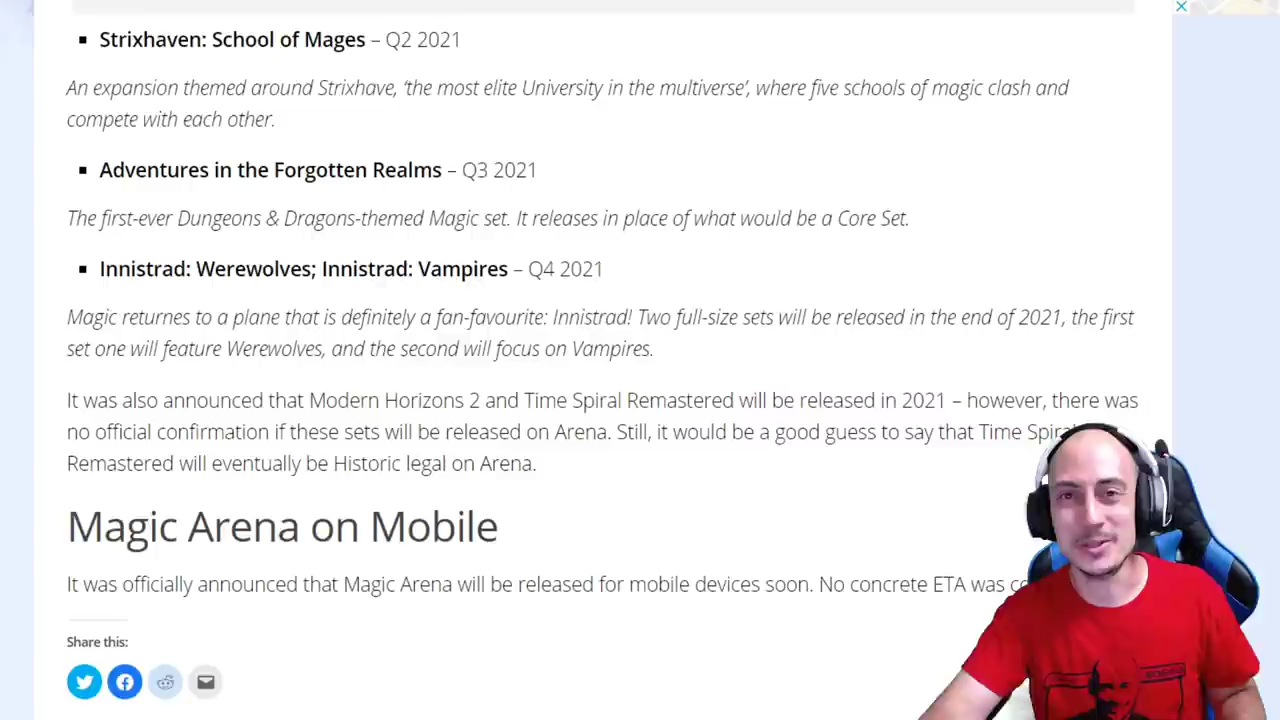 Strixhaven: School of Mages – Q2 2021
An expansion themed around Strixhave, ‘the most elite University in the multiverse’, where five schools of magic clash and
compete with each other.
Adventures in the Forgotten Realms – Q3 2021
The first-ever Dungeons & Dragons-themed Magic set. It releases in place of what would be a Core Set.
Innistrad: Werewolves; Innistrad: Vampires – Q4 2021
Magic returnes to a plane that is definitely a fan-favourite: Innistrad! Two full-size sets will be released in the end of 2021, the first
set one will feature Werewolves, and the second will focus on Vampires.
It was also announced that Modern Horizons 2 and Time Spiral Remastered will be released in 2021 – however, there was
no official confirmation if these sets will be released on Arena. Still, it would be a good guess to say that Time Spiral
Remastered will eventually be Historic legal on Arena.
Magic Arena on Mobile
It was officially announced that Magic Arena will be released for mobile devices soon. No concrete ETA was
Share this: